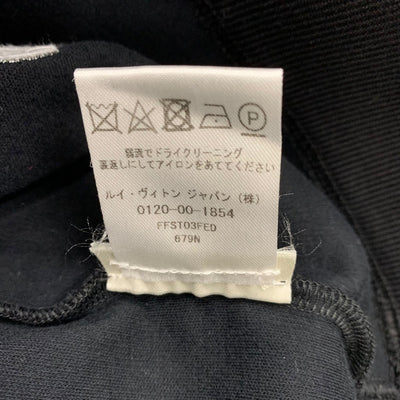 弱流でドライクリーニング
裏返しにしてアイロンをあててください
ルイ・ヴィトン ジャパン (株)
0120-00-1854
FFST03FED
679N